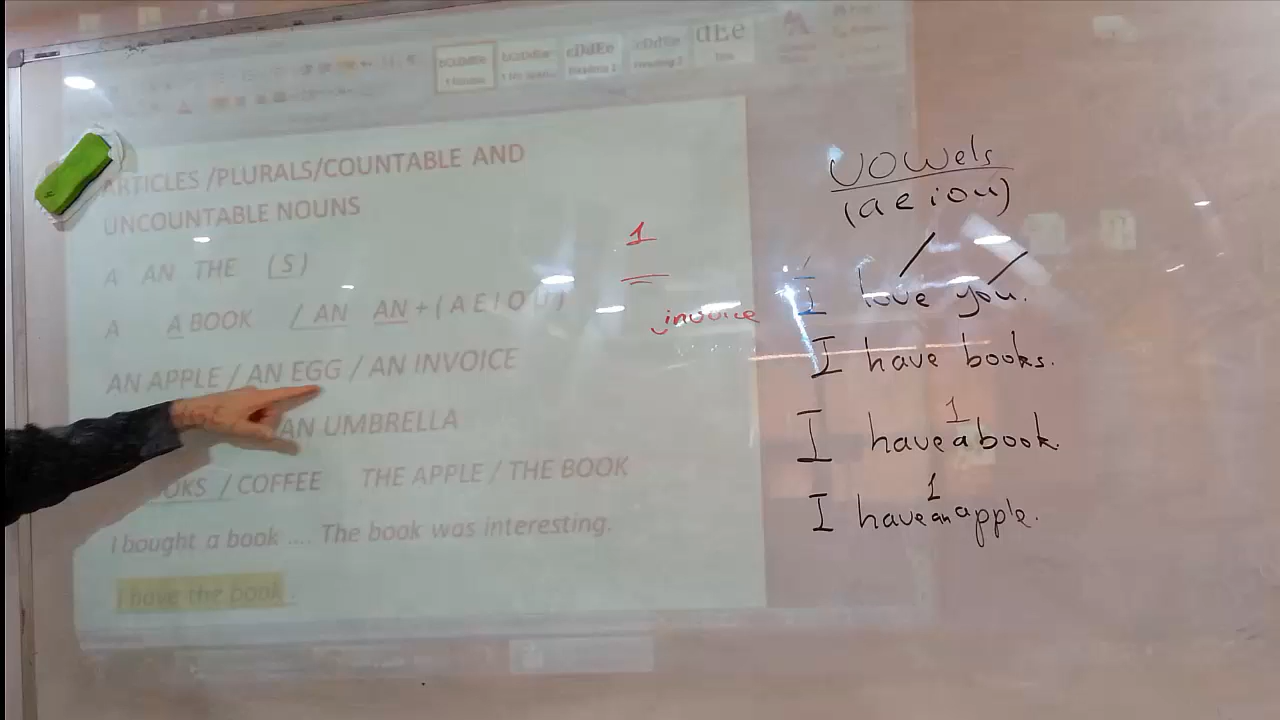 ARTICLES /PLURALS/COUNTABLE AND
UNCOUNTABLE NOUNS
A AN THE (S)
A A BOOK / AN AN + ( A E I O U )
AN APPLE / AN EGG / AN INVOICE
AN UMBRELLA
/ COFFEE THE APPLE / THE BOOK
I bought a book .... The book was interesting.
I have the book .
1
invoice
vowels
(a e i o u)
I love you.
I have books.
1
I have a book.
1
I have an apple.